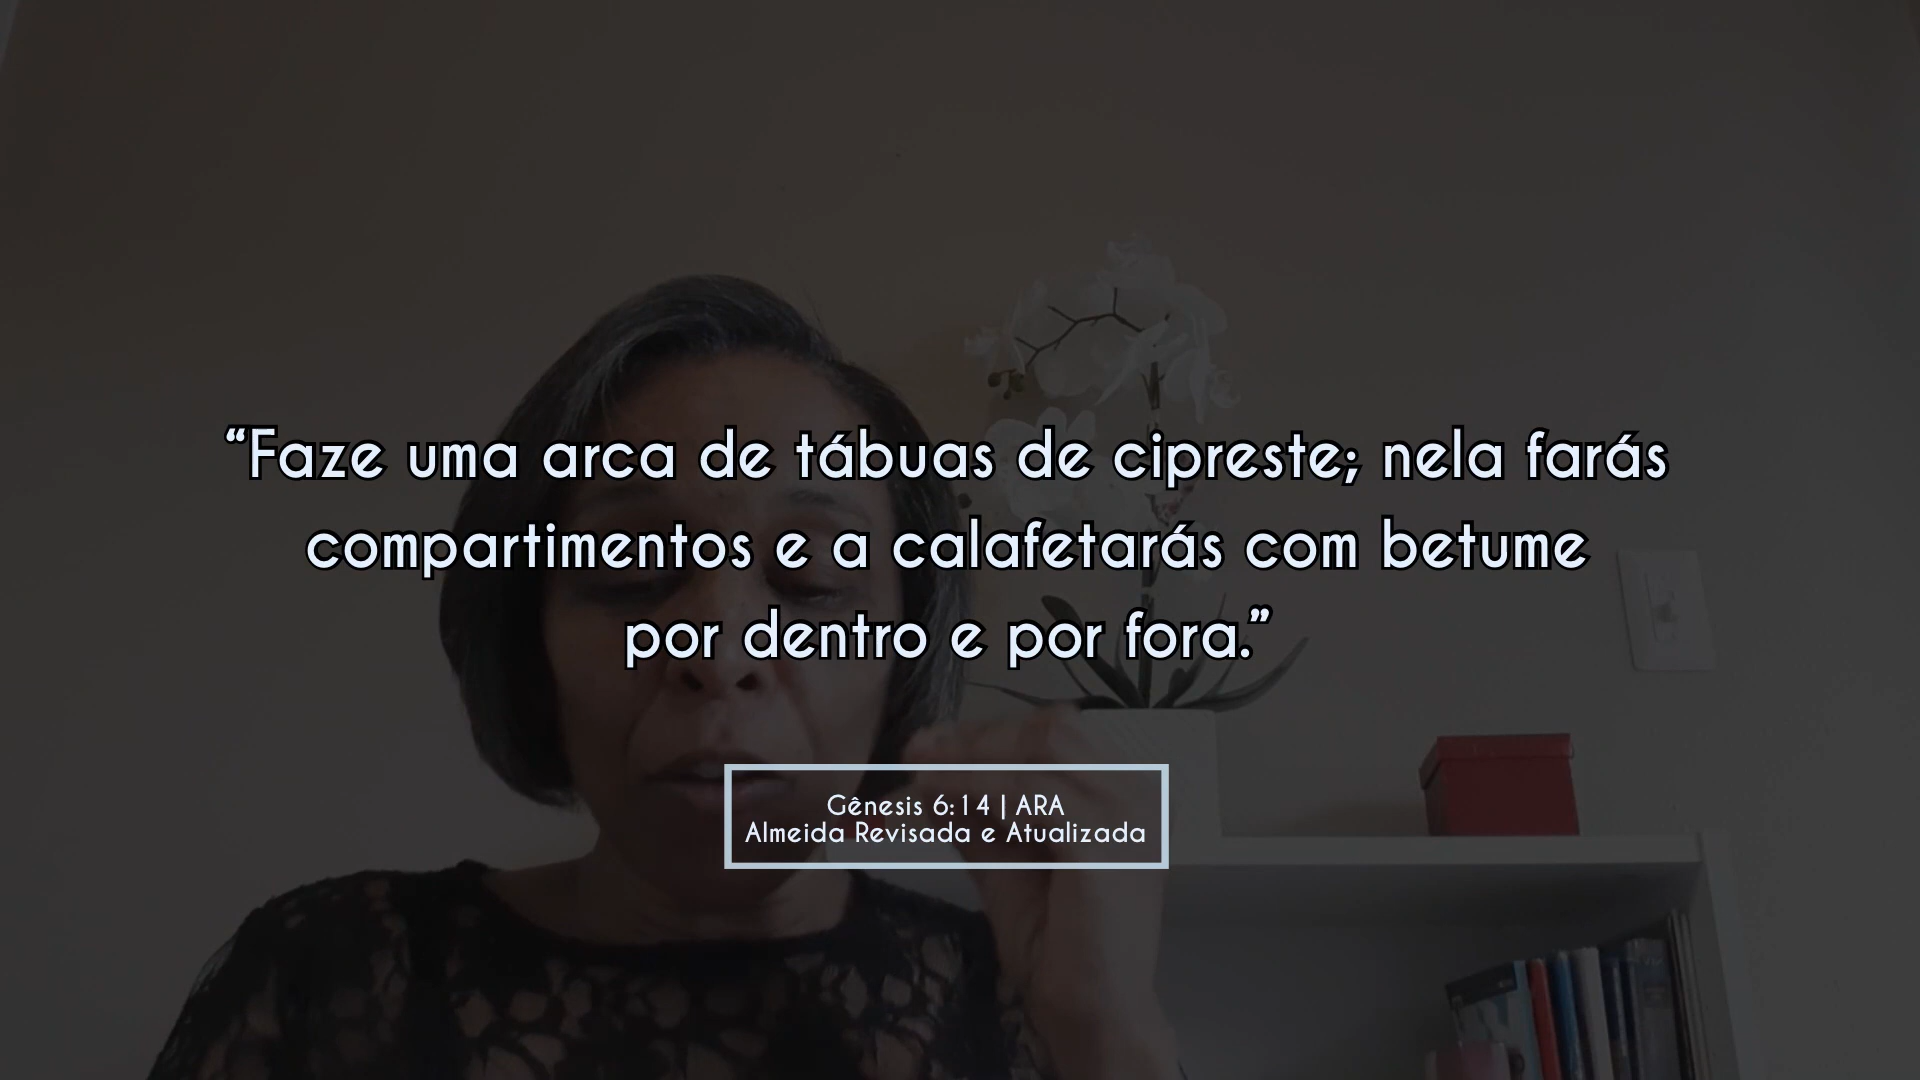 “Faze uma arca de tábuas de cipreste; nela farás
compartimentos e a calafetarás com betume
por dentro e por fora.”
Gênesis 6:14 | ARA
Almeida Revisada e Atualizada